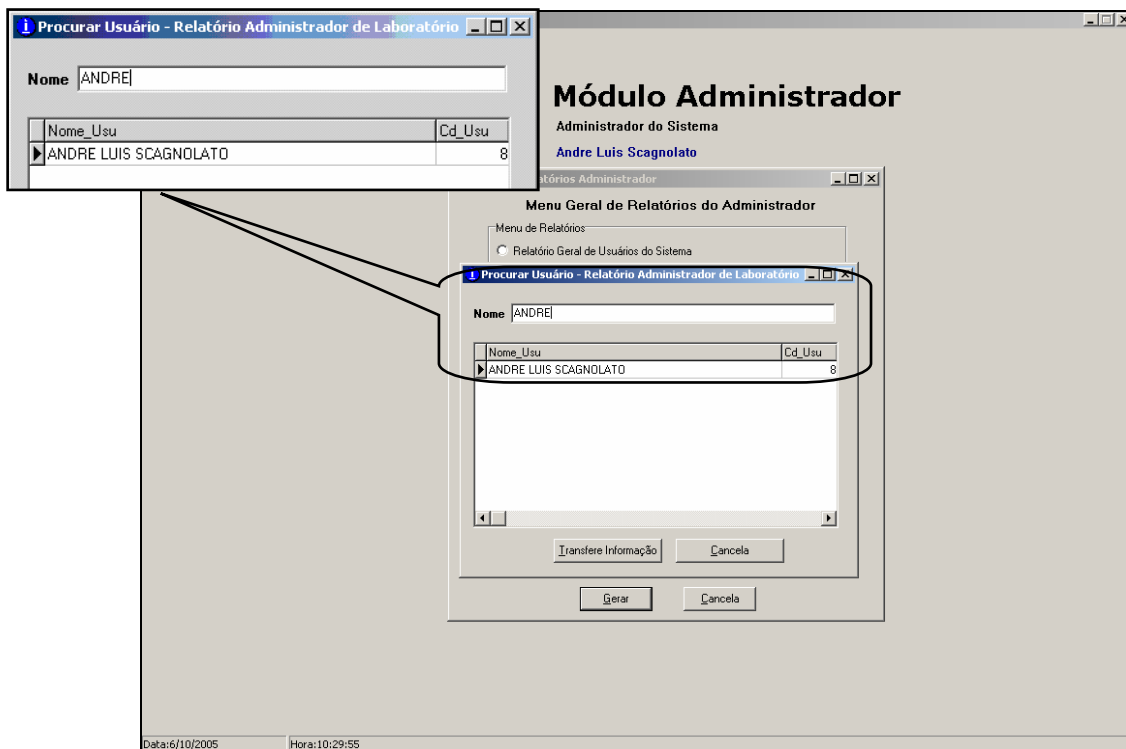 Procurar Usuário - Relatório Administrador de Laboratório
Nome ANDRE
Nome_Usu Cd_Usu
ANDRE LUIS SCAGNOLATO 8
Módulo Administrador
Administrador do Sistema
Andre Luis Scagnolato
Administrador
Menu Geral de Relatórios do Administrador
Menu de Relatórios
Relatório Geral de Usuários do Sistema
Procurar Usuário - Relatório Administrador de Laboratório
Nome ANDRE
Nome_Usu Cd_Usu
ANDRE LUIS SCAGNOLATO 8
Transfere Informação Cancela
Gerar Cancela
Data:6/10/2005 Hora:10:29:55